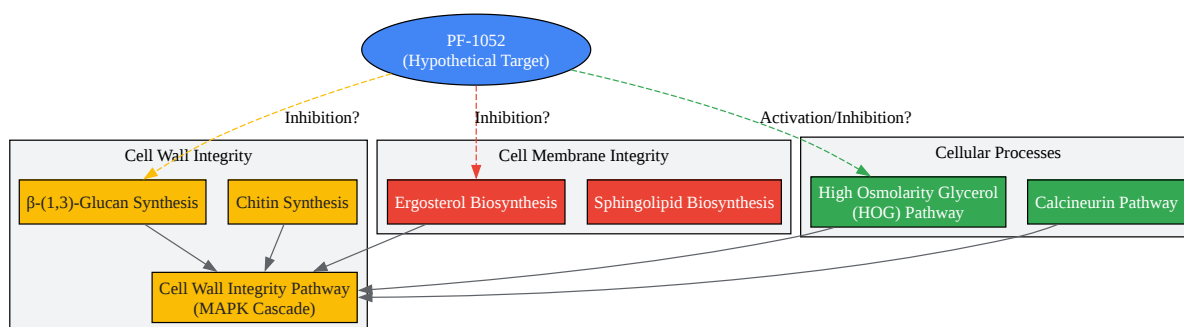 PF-1052
(Hypothetical Target)
Inhibition?
Inhibition?
Activation/Inhibition?
Cell Wall Integrity
Cell Membrane Integrity
Cellular Processes
β-(1,3)-Glucan Synthesis
Chitin Synthesis
Ergosterol Biosynthesis
Sphingolipid Biosynthesis
High Osmolarity Glycerol
(HOG) Pathway
Calcineurin Pathway
Cell Wall Integrity Pathway
(MAPK Cascade)